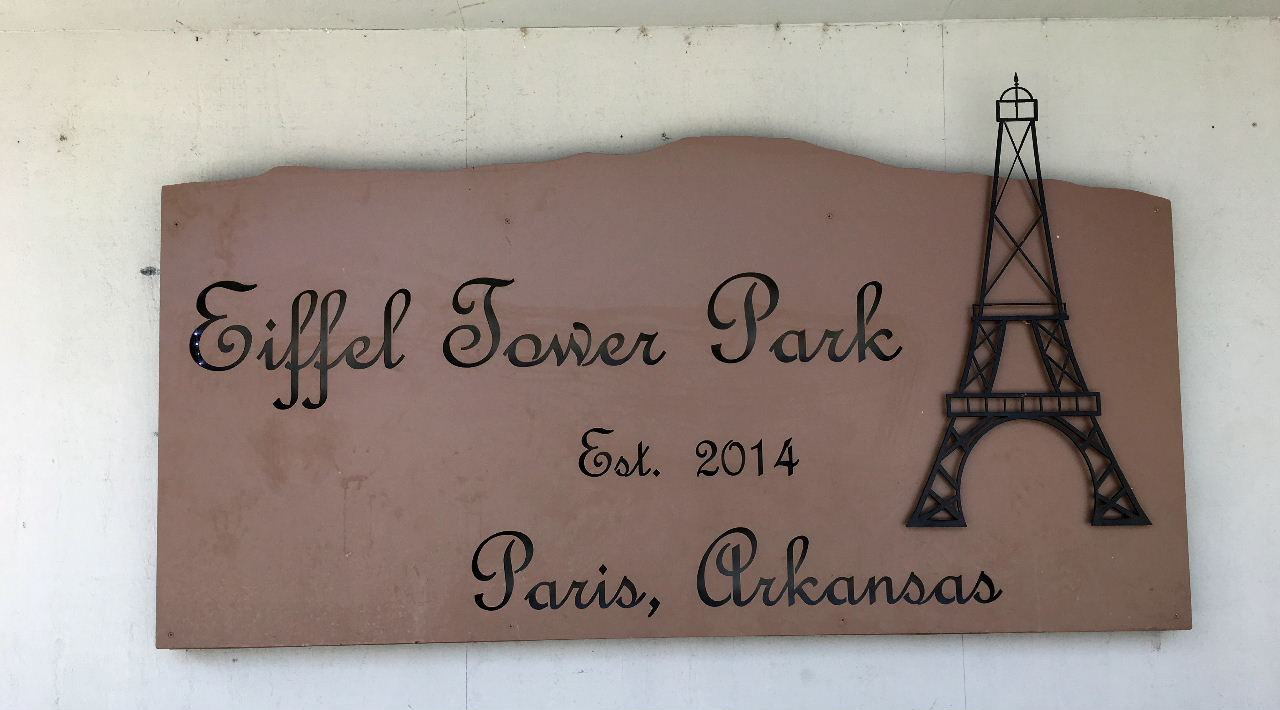 Eiffel Tower Park
Est. 2014
Paris, Arkansas